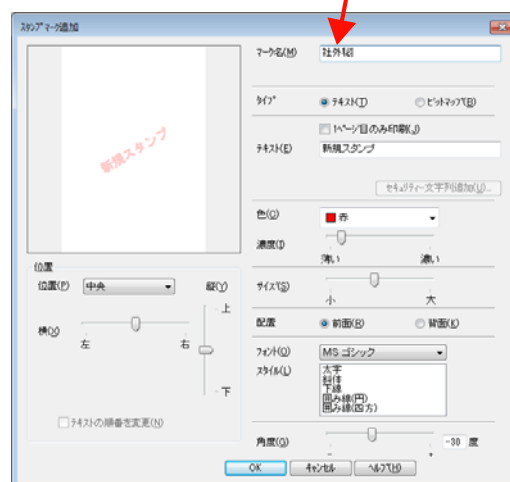 スタンプマーク追加
マーク名(M)
社外秘
タイプ
テキスト(T)
ビットマップ(B)
1ページ目のみ印刷(J)
テキスト(E)
新規スタンプ
セキュリティー文字列追加(U)...
色(C)
赤
濃度(I)
薄い
濃い
サイズ(S)
小
大
配置
前面(R)
背面(K)
フォント(O)
MS ゴシック
スタイル(L)
太字
斜体
下線
囲み線(円)
囲み線(四方)
角度(G)
-
+
-30 度
新規スタンプ
位置
位置(P)
中央
縦(Y)
上
横(X)
左
右
下
テキストの順番を変更(N)
OK
キャンセル
ヘルプ(H)